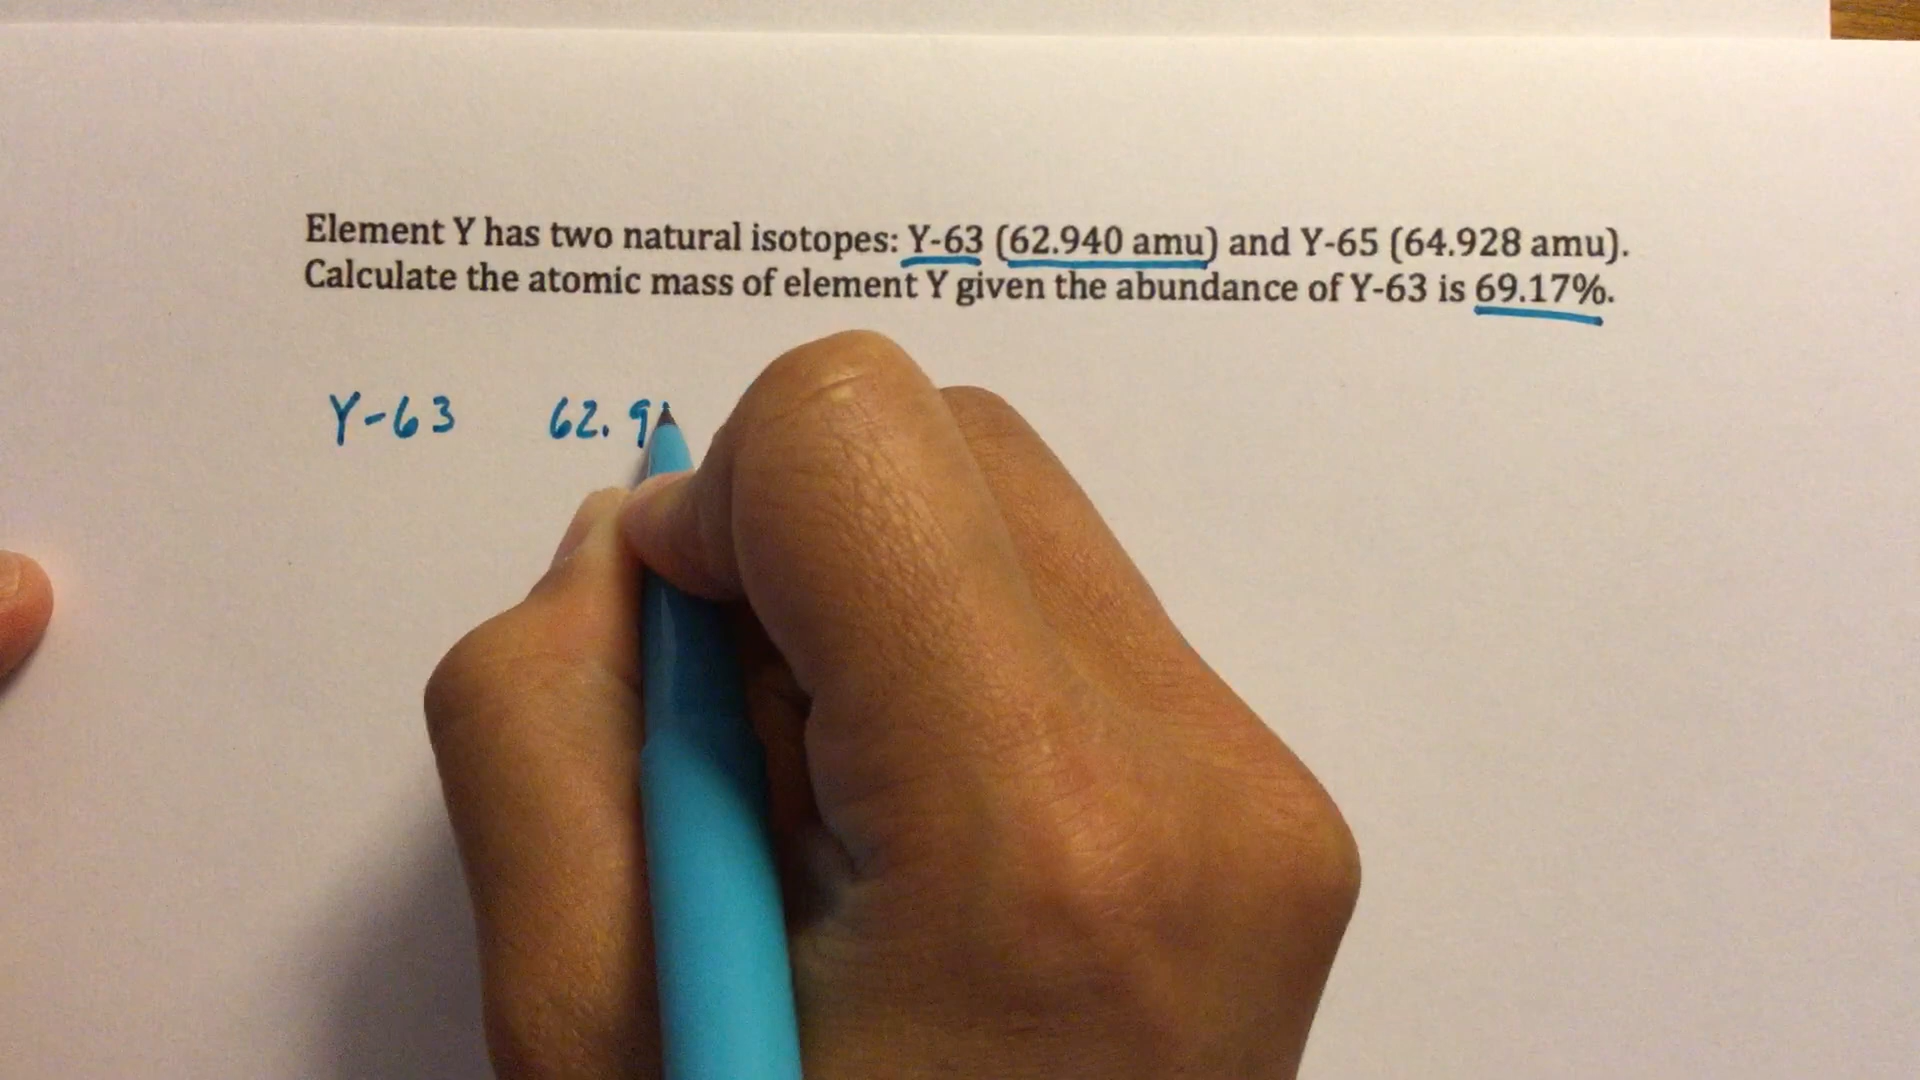 Element Y has two natural isotopes: Y-63 (62.940 amu) and Y-65 (64.928 amu).
Calculate the atomic mass of element Y given the abundance of Y-63 is 69.17%.
Y-63 62.9